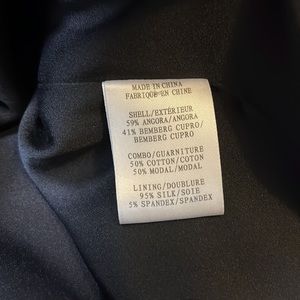 MADE IN CHINA
FABRIQUÉ EN CHINE
SHELL/EXTÉRIEUR
59% ANGORA/ANGORA
41% BEMBERG CUPRO/
BEMBERG CUPRO
COMBO/GUARNITURE
50% COTTON/COTON
50% MODAL/MODAL
LINING/DOUBLURE
95% SILK/SOIE
5% SPANDEX/SPANDEX